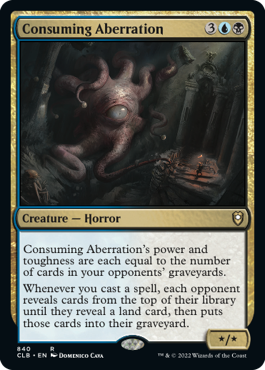 Consuming Aberration 3
Creature — Horror
Consuming Aberration's power and
toughness are each equal to the number
of cards in your opponents' graveyards.
Whenever you cast a spell, each opponent
reveals cards from the top of their library
until they reveal a land card, then puts
those cards into their graveyard.
*/*
840 R
CLB • EN Domenico Cava
™ & © 2022 Wizards of the Coast